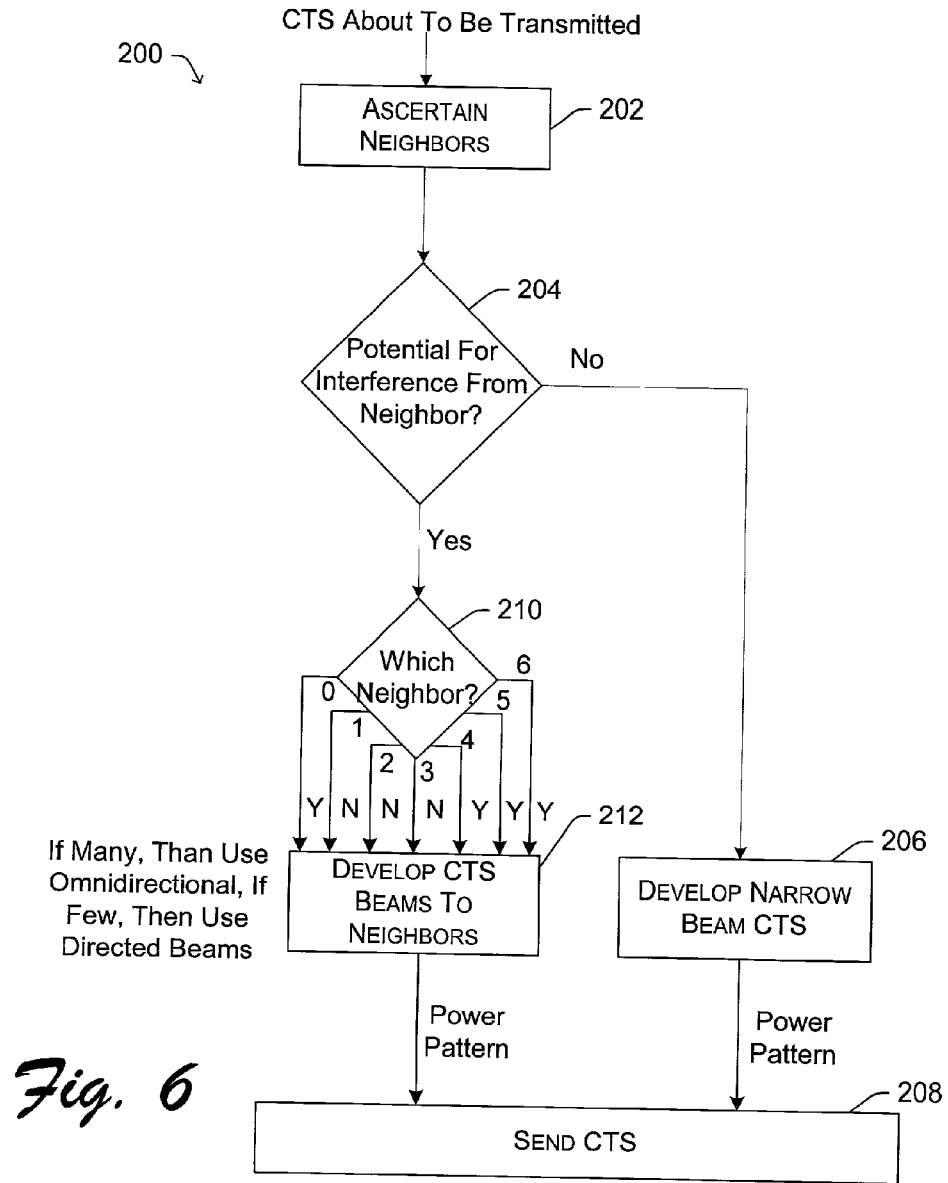 CTS About To Be Transmitted
200
ASCERTAIN
NEIGHBORS
202
204
Potential For
Interference From
Neighbor?
No
Yes
210
Which
Neighbor?
0
1
2
3
4
5
6
Y
N
N
N
Y
Y
Y
212
If Many, Than Use
Omnidirectional, If
Few, Then Use
Directed Beams
DEVELOP CTS
BEAMS TO
NEIGHBORS
206
DEVELOP NARROW
BEAM CTS
Power
Pattern
Power
Pattern
Fig. 6
208
SEND CTS